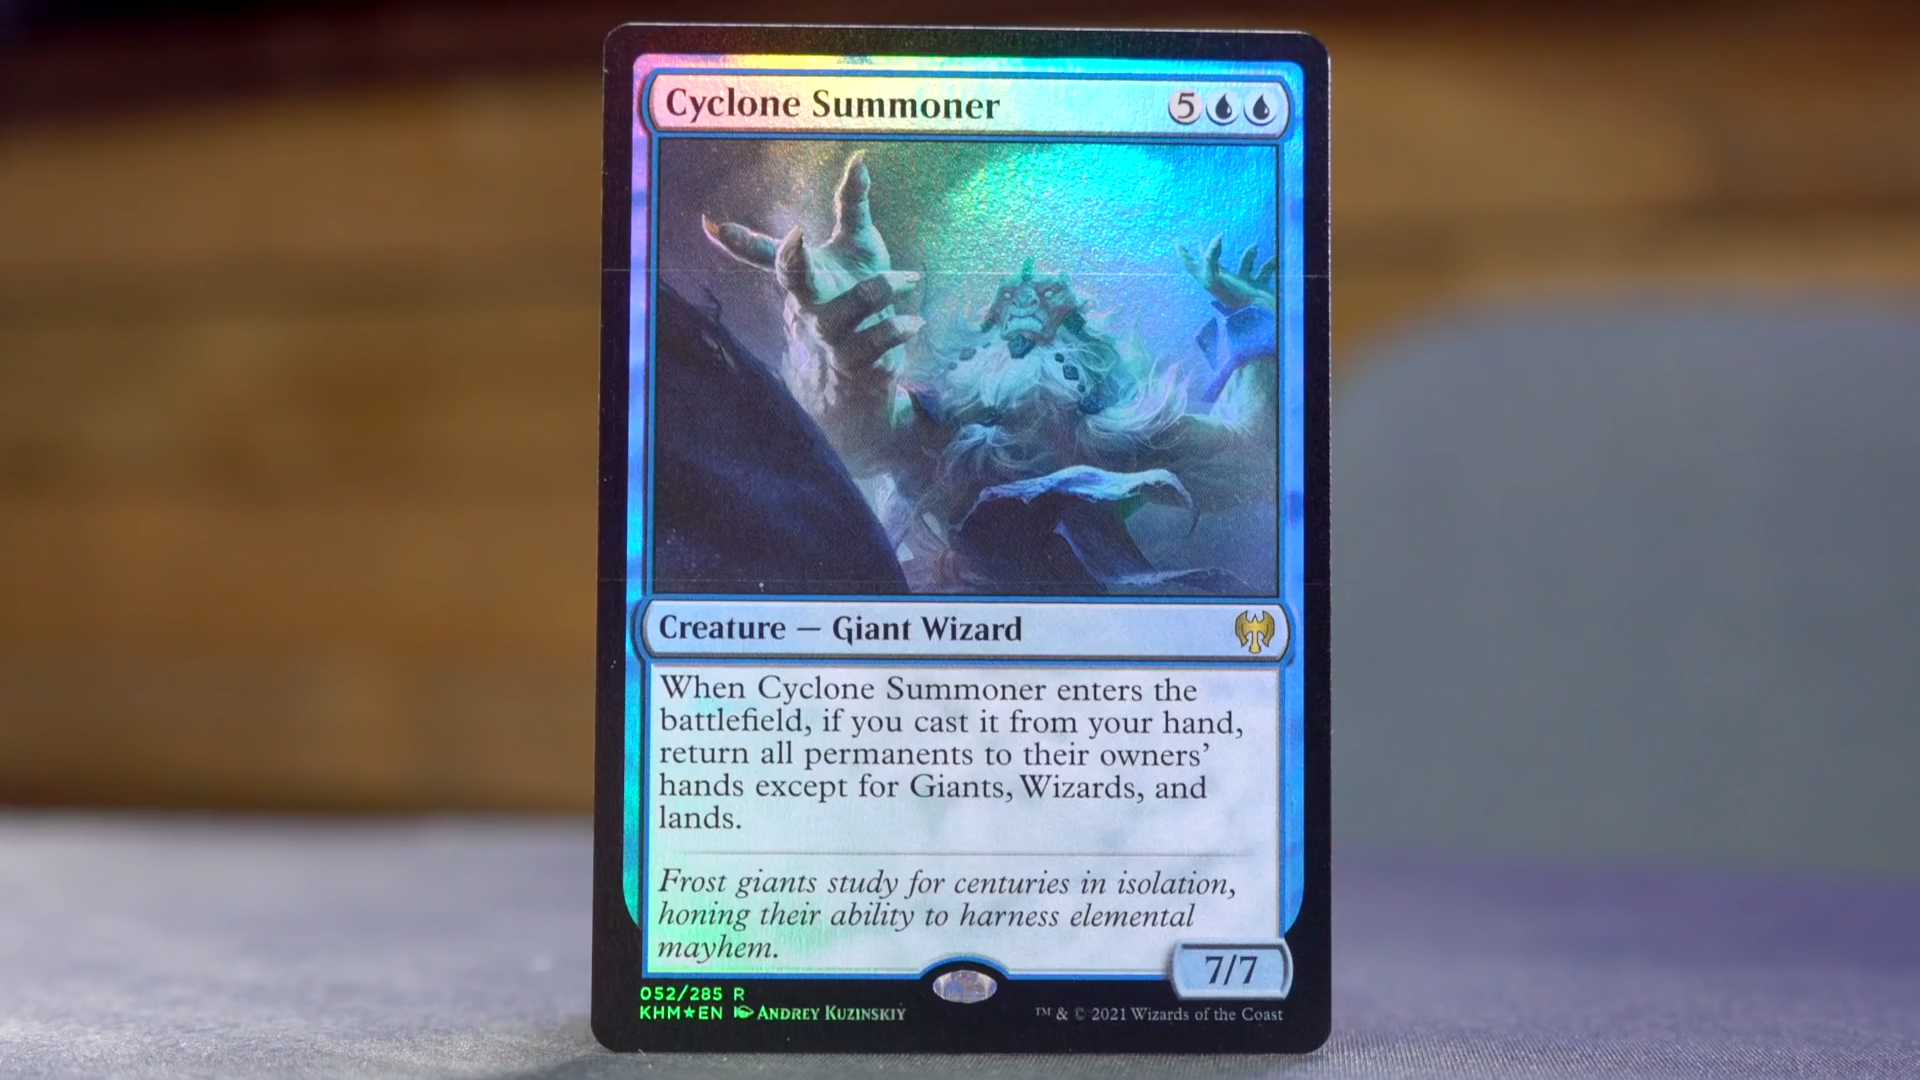 Cyclone Summoner 5
Creature — Giant Wizard
When Cyclone Summoner enters the
battlefield, if you cast it from your hand,
return all permanents to their owners'
hands except for Giants, Wizards, and
lands.
Frost giants study for centuries in isolation,
honing their ability to harness elemental
mayhem.
7/7
052/285 R
KHM★EN ANDREY KUZINSKIY
™ & © 2021 Wizards of the Coast